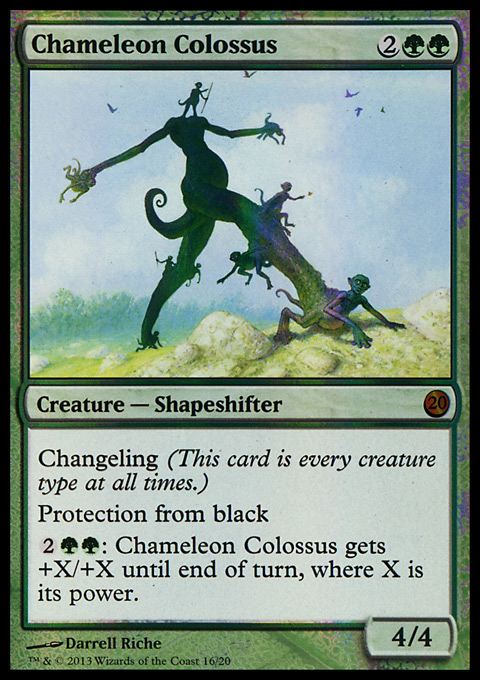 Chameleon Colossus 2
Creature — Shapeshifter 20
Changeling (This card is every creature
type at all times.)
Protection from black
2: Chameleon Colossus gets
+X/+X until end of turn, where X is
its power.
4/4
Darrell Riche
™ & © 2013 Wizards of the Coast 16/20